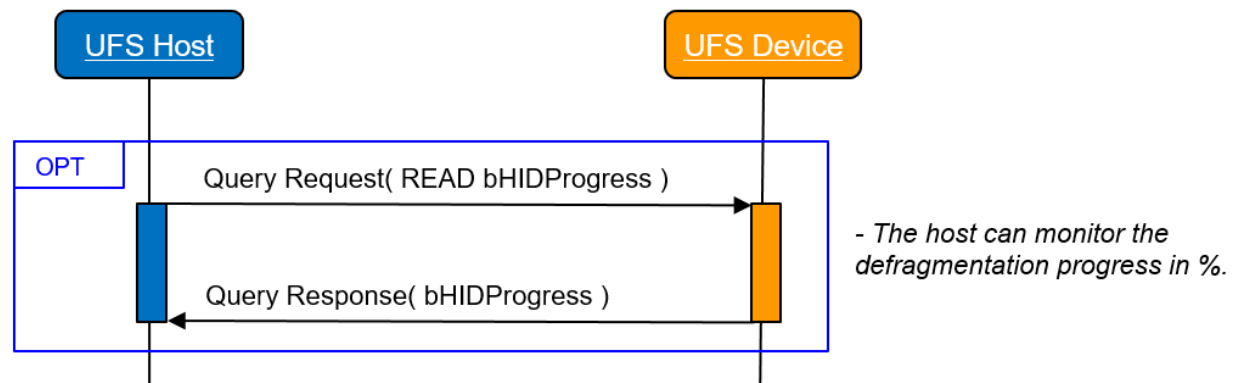 UFS Host
UFS Device
OPT
Query Request( READ bHIDProgress )
- The host can monitor the
defragmentation progress in %.
Query Response( bHIDProgress )